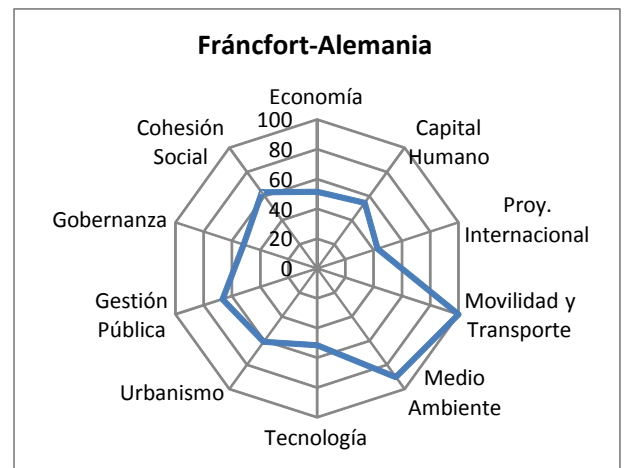 Fráncfort-Alemania
Economía
Capital
Humano
Proy.
Internacional
Movilidad y
Transporte
Medio
Ambiente
Tecnología
Urbanismo
Gestión
Pública
Gobernanza
Cohesión
Social
100
80
60
40
20
0